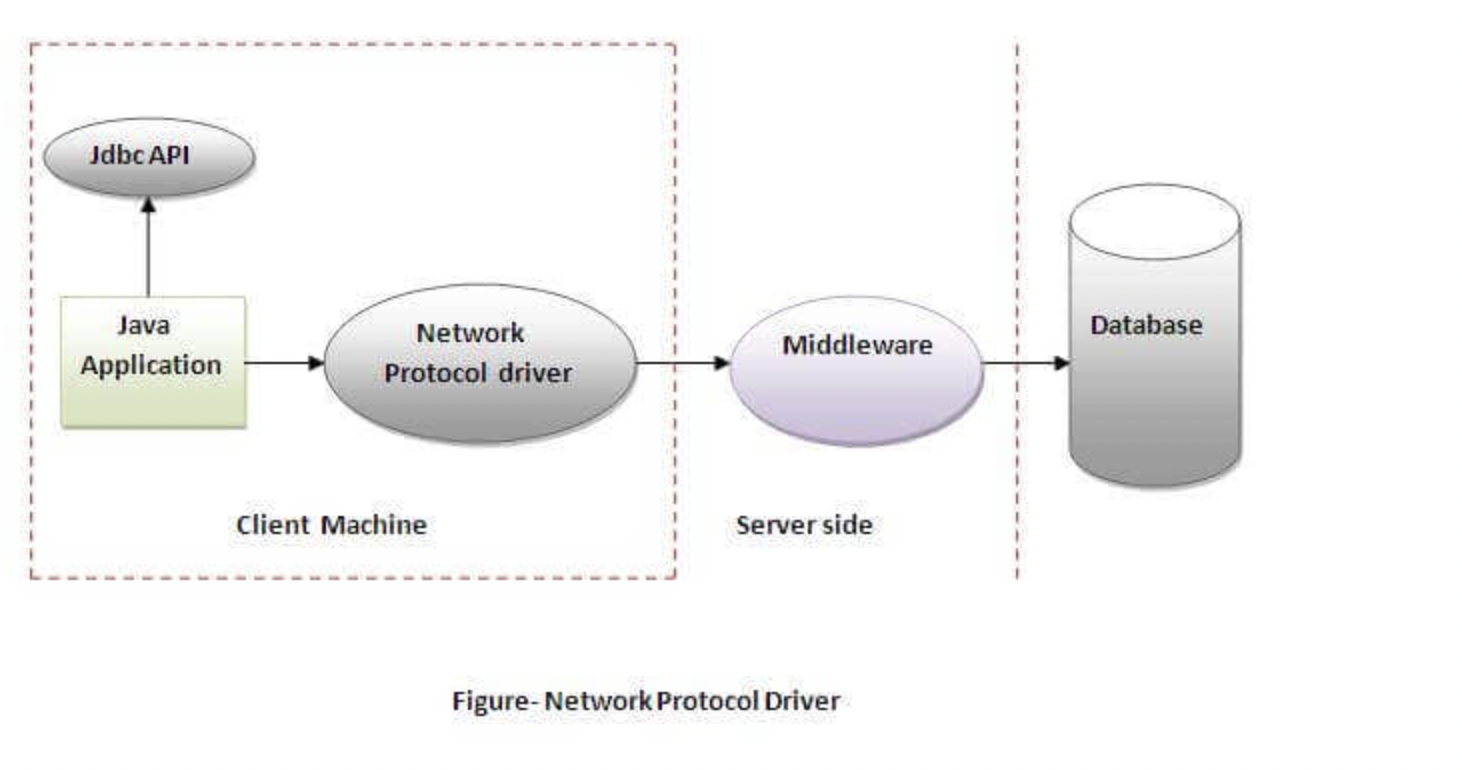 Jdbc API
Java
Application
Network
Protocol driver
Middleware
Database
Client Machine
Server side
Figure- Network Protocol Driver